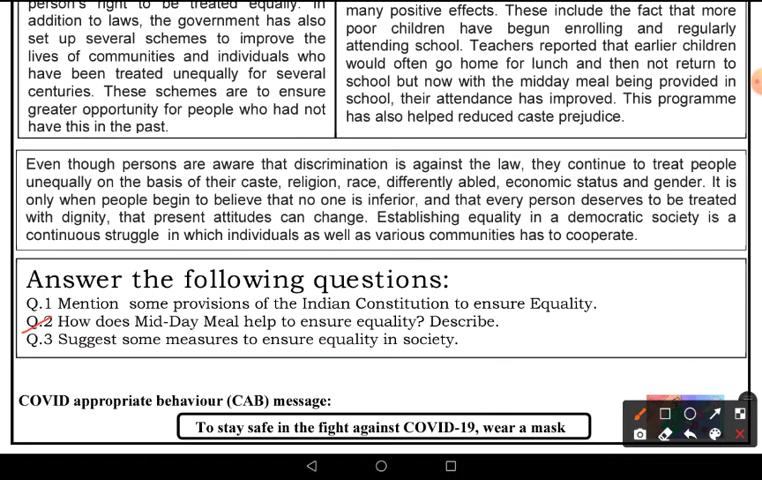 person's right to be treated equally. In
addition to laws, the government has also
set up several schemes to improve the
lives of communities and individuals who
have been treated unequally for several
centuries. These schemes are to ensure
greater opportunity for people who had not
have this in the past.
many positive effects. These include the fact that more
poor children have begun enrolling and regularly
attending school. Teachers reported that earlier children
would often go home for lunch and then not return to
school but now with the midday meal being provided in
school, their attendance has improved. This programme
has also helped reduced caste prejudice.
Even though persons are aware that discrimination is against the law, they continue to treat people
unequally on the basis of their caste, religion, race, differently abled, economic status and gender. It is
only when people begin to believe that no one is inferior, and that every person deserves to be treated
with dignity, that present attitudes can change. Establishing equality in a democratic society is a
continuous struggle in which individuals as well as various communities has to cooperate.
Answer the following questions:
Q.1 Mention some provisions of the Indian Constitution to ensure Equality.
Q.2 How does Mid-Day Meal help to ensure equality? Describe.
Q.3 Suggest some measures to ensure equality in society.
COVID appropriate behaviour (CAB) message:
To stay safe in the fight against COVID-19, wear a mask